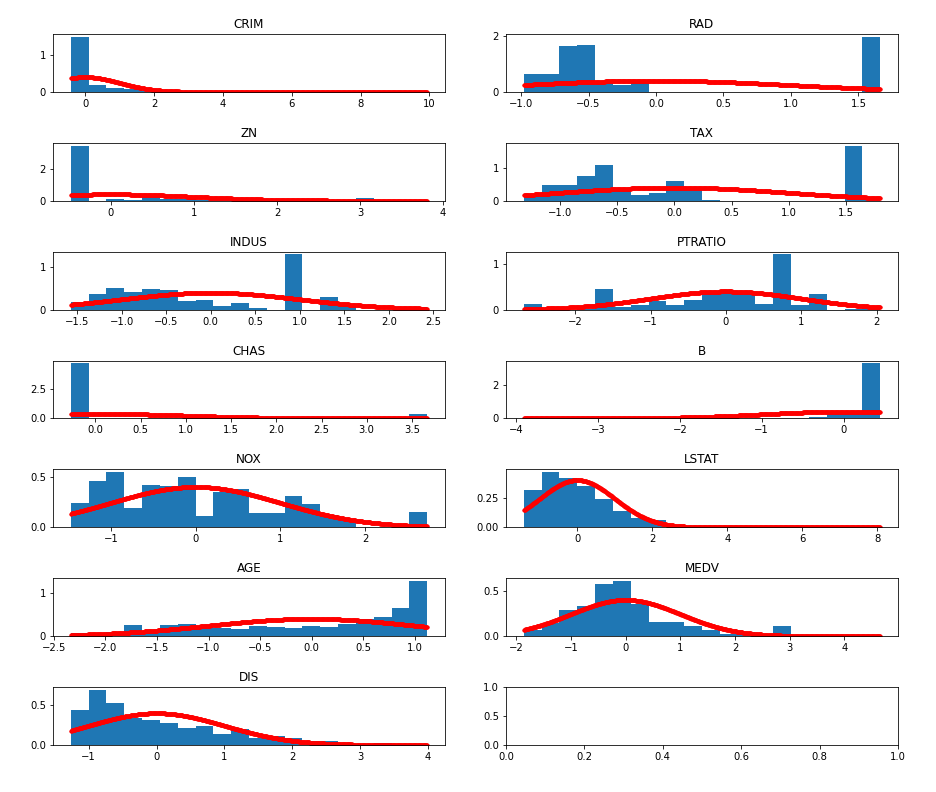 CRIM
1
0
0 2 4 6 8 10
RAD
2
0
−1.0 −0.5 0.0 0.5 1.0 1.5
ZN
2
0
0 1 2 3 4
TAX
1
0
−1.0 −0.5 0.0 0.5 1.0 1.5
INDUS
1
0
−1.5 −1.0 −0.5 0.0 0.5 1.0 1.5 2.0 2.5
PTRATIO
1
0
−2 −1 0 1 2
CHAS
2.5
0.0
0.0 0.5 1.0 1.5 2.0 2.5 3.0 3.5
B
2
0
−4 −3 −2 −1 0
NOX
0.5
0.0
−1 0 1 2
LSTAT
0.25
0.00
0 2 4 6 8
AGE
1
0
−2.5 −2.0 −1.5 −1.0 −0.5 0.0 0.5 1.0
MEDV
0.5
0.0
−2 −1 0 1 2 3 4
DIS
0.5
0.0
−1 0 1 2 3 4
1.0
0.5
0.0
0.0 0.2 0.4 0.6 0.8 1.0